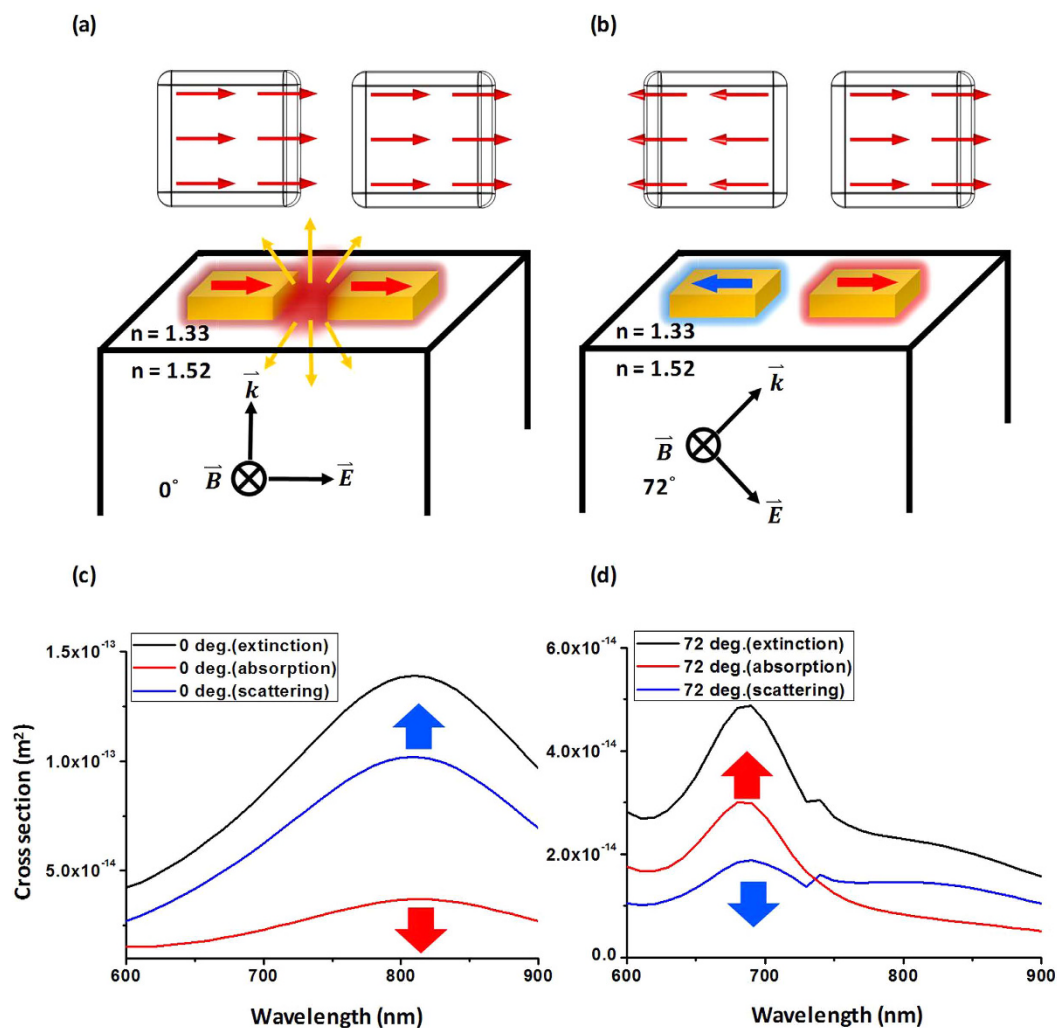 (a)
(b)
n = 1.33
n = 1.52
k
B
E
0°
n = 1.33
n = 1.52
k
B
E
72°
(c)
(d)
Cross section (m²)
1.5x10⁻¹³
1.0x10⁻¹³
5.0x10⁻¹⁴
0 deg.(extinction)
0 deg.(absorption)
0 deg.(scattering)
600
700
800
900
Wavelength (nm)
6.0x10⁻¹⁴
4.0x10⁻¹⁴
2.0x10⁻¹⁴
0.0
72 deg.(extinction)
72 deg.(absorption)
72 deg.(scattering)
600
700
800
900
Wavelength (nm)